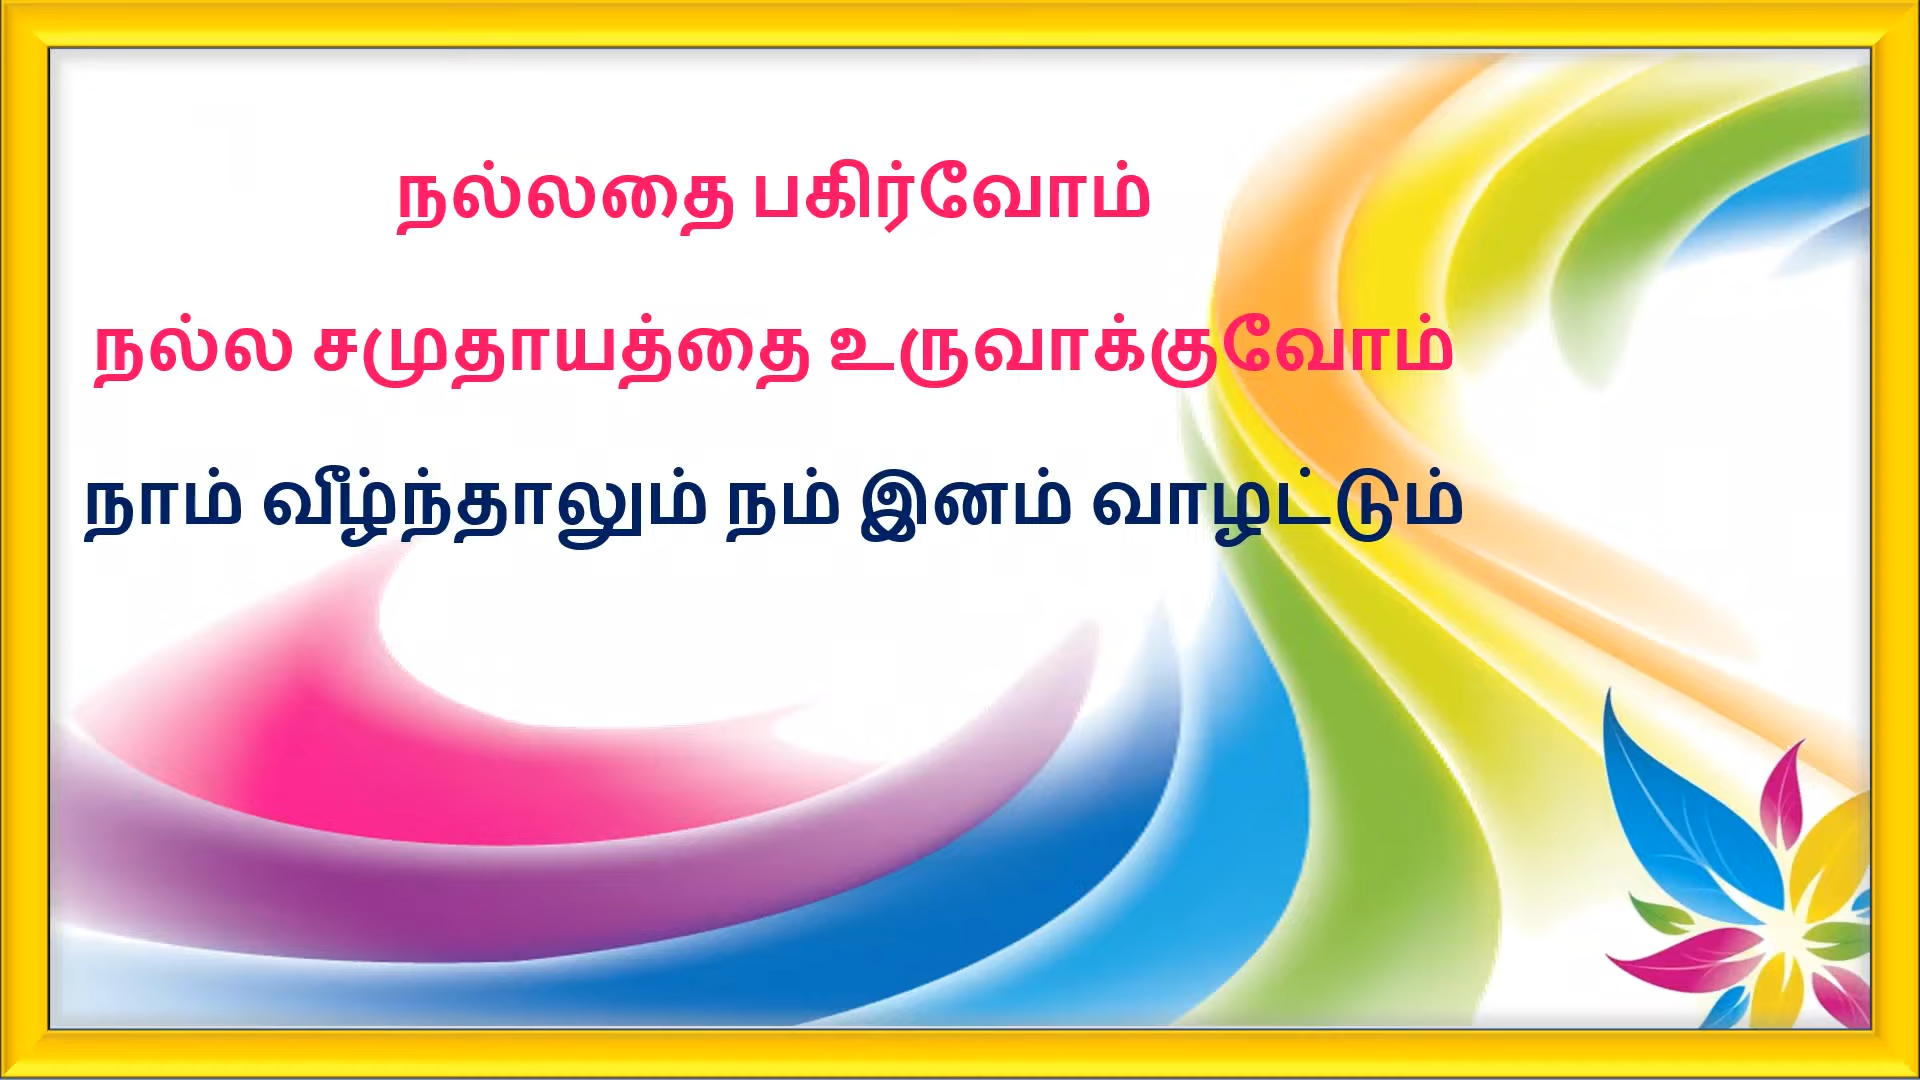 நல்லதை பகிர்வோம்
நல்ல சமுதாயத்தை உருவாக்குவோம்
நாம் வீழ்ந்தாலும் நம் இனம் வாழட்டும்